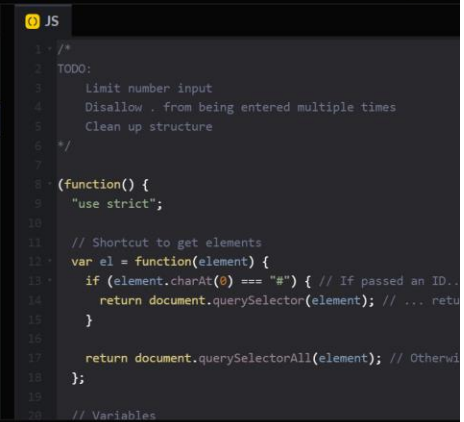 JS
1 /*
2 TODO:
3 Limit number input
4 Disallow . from being entered multiple times
5 Clean up structure
6 */
7
8 (function() {
9 "use strict";
10
11 // Shortcut to get elements
12 var el = function(element) {
13 if (element.charAt(0) === "#") { // If passed an ID..
14 return document.querySelector(element); // ... retu
15 }
16
17 return document.querySelectorAll(element); // Otherwi
18 };
19
20 // Variables